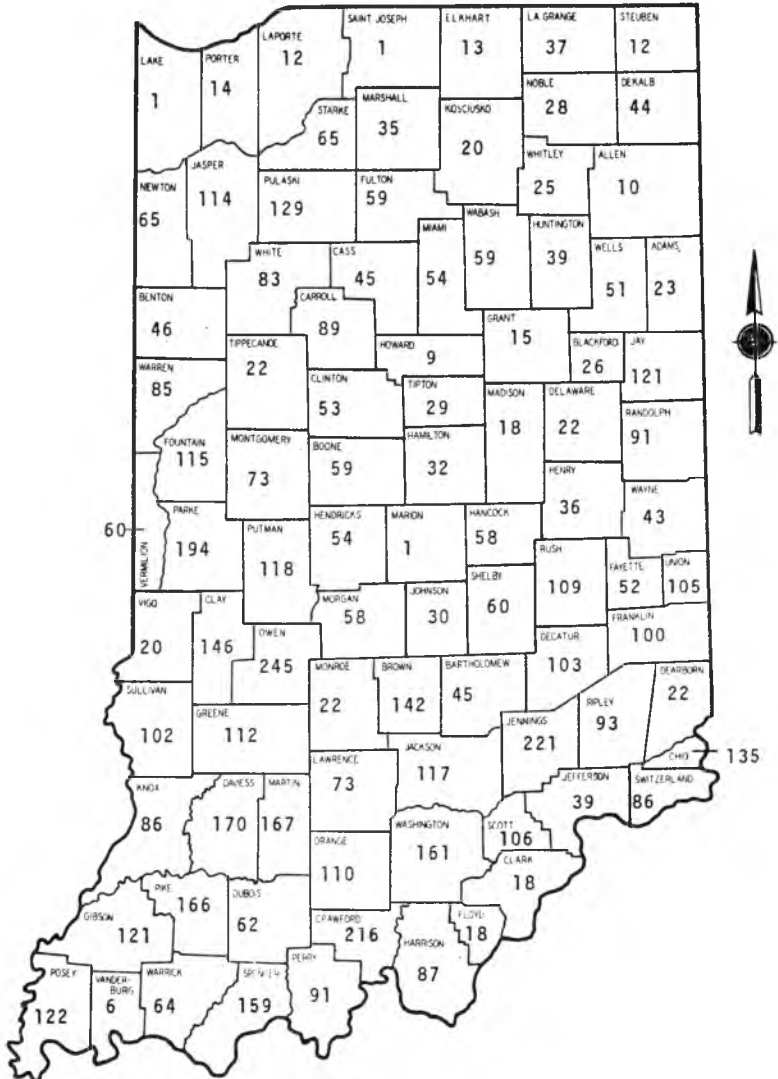 SAINT JOSEPH
1
ELKHART
13
LA GRANGE
37
STEUBEN
12
LAPORTE
12
LAKE
1
PORTER
14
NOBLE
28
DEKALB
44
MARSHALL
35
STARKE
65
KOSCIUSKO
20
WHITLEY
25
ALLEN
10
JASPER
114
NEWTON
65
PULASKI
129
FULTON
59
MIAMI
54
WABASH
59
HUNTINGTON
39
WELLS
51
ADAMS
23
WHITE
83
CASS
45
CARROLL
89
BENTON
46
GRANT
15
TIPPECANOE
22
HOWARD
9
BLACKFORD
26
JAY
121
WARREN
85
CLINTON
53
TIPTON
29
MADISON
18
DELAWARE
22
RANDOLPH
91
FOUNTAIN
115
MONTGOMERY
73
BOONE
59
HAMILTON
32
HENRY
36
WAYNE
43
60
VERMILION
PARKE
194
PUTMAN
118
HENDRICKS
54
MARION
1
HANCOCK
58
RUSH
109
FAYETTE
52
UNION
105
SHELBY
60
VIGO
20
CLAY
146
MORGAN
58
JOHNSON
30
FRANKLIN
100
OWEN
245
DECATUR
103
MONROE
22
BROWN
142
BARTHOLOMEW
45
DEARBORN
22
SULLIVAN
102
GREENE
112
JENNINGS
221
RIPLEY
93
OHIO
135
LAWRENCE
73
JACKSON
117
KNOX
86
DAVIESS
170
MARTIN
167
JEFFERSON
39
SWITZERLAND
86
WASHINGTON
161
SCOTT
106
ORANGE
110
CLARK
18
PIKE
166
DUBOIS
62
GIBSON
121
CRAWFORD
216
FLOYD
18
HARRISON
87
PERRY
91
POSEY
122
VANDER-
BURG
6
WARRICK
64
SPENCER
159